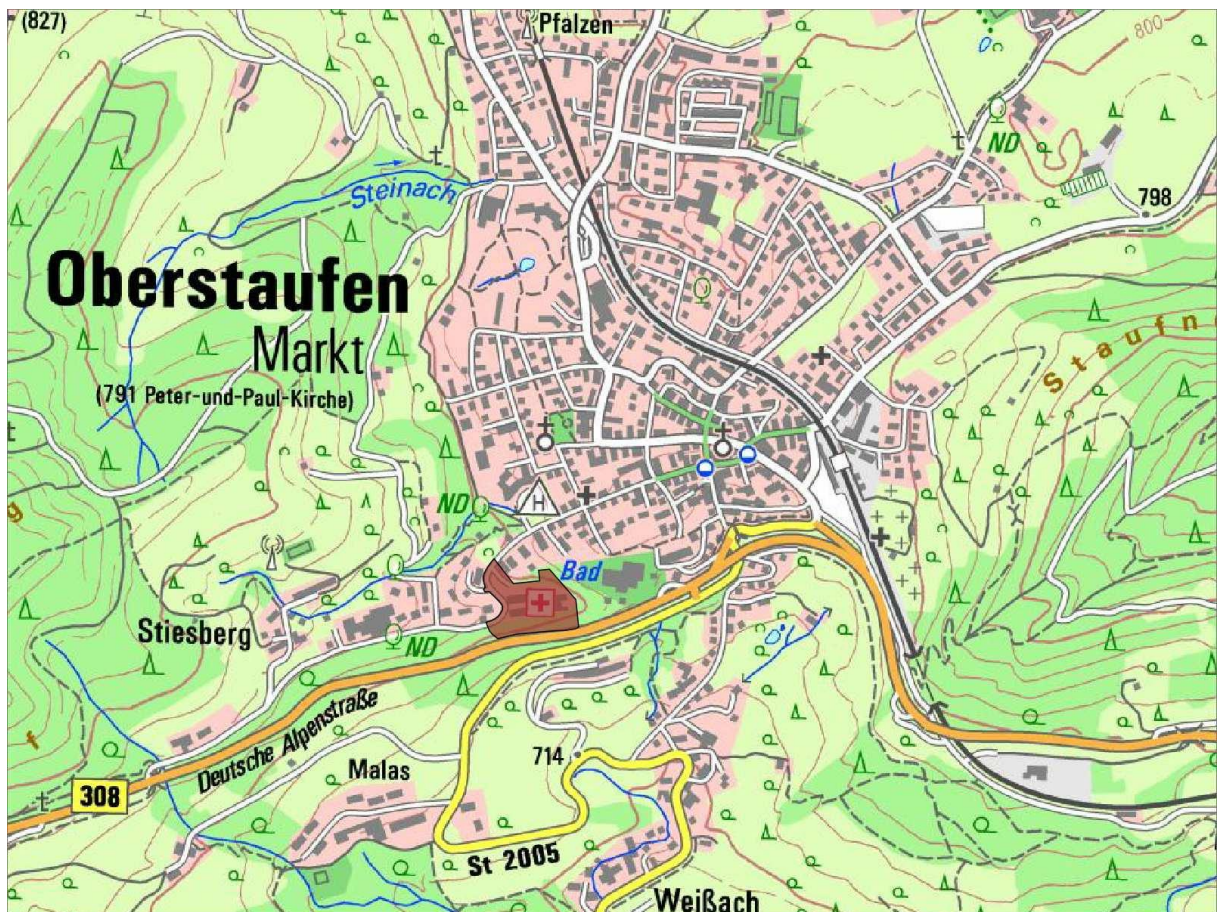 (827)
Pfalzen
800
ND
Steinach
798
Oberstaufen
Markt
(791 Peter-und-Paul-Kirche)
Staufn
ND
H
Bad
Stiesberg
ND
Deutsche Alpenstraße
714
Malas
308
St 2005
Weißach
g
f